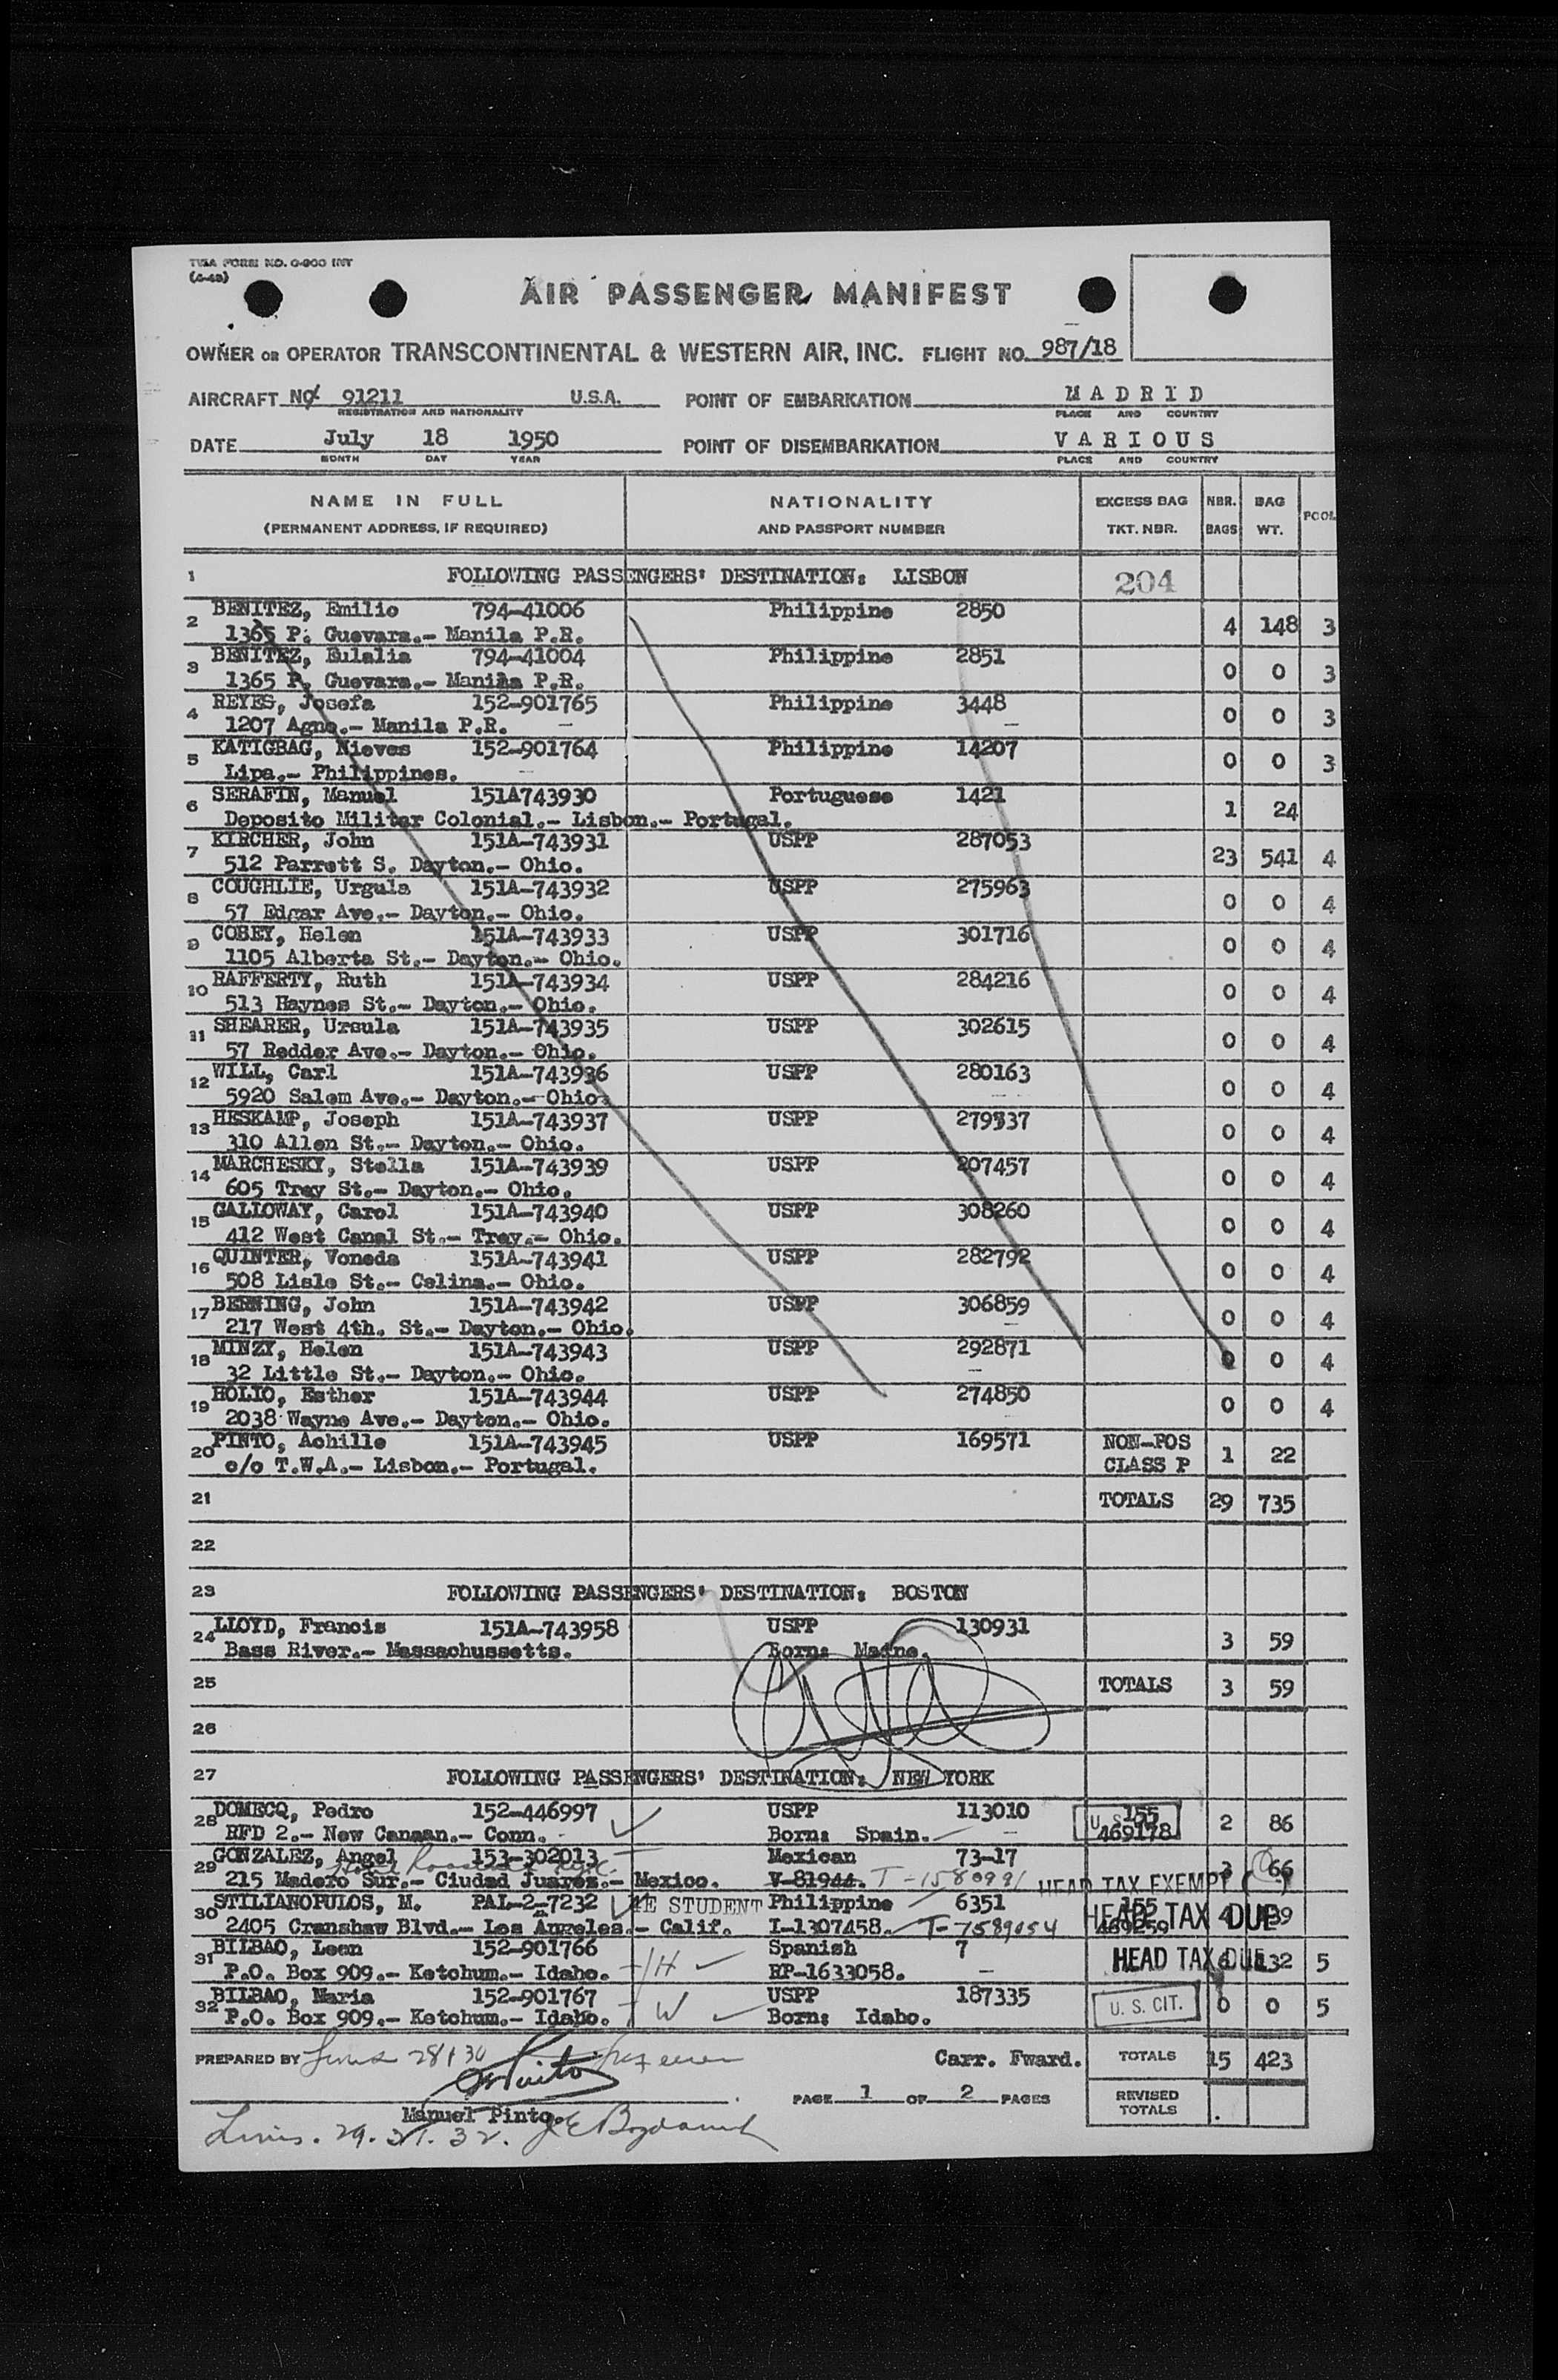 TWA FORM NO. O-900 INT
AIR PASSENGER MANIFEST
OWNER OR OPERATOR TRANSCONTINENTAL & WESTERN AIR, INC. FLIGHT NO. 987/18
AIRCRAFT NO. 91211 U.S.A. POINT OF EMBARKATION MADRID
REGISTRATION AND NATIONALITY PLACE AND COUNTRY
DATE July 18 1950 POINT OF DISEMBARKATION VARIOUS
MONTH DAY YEAR PLACE AND COUNTRY
NAME IN FULL NATIONALITY EXCESS BAG NBR. BAG POOL
(PERMANENT ADDRESS, IF REQUIRED) AND PASSPORT NUMBER TKT. NBR. BAGS WT.
1 FOLLOWING PASSENGERS' DESTINATION: LISBON 204
2 BENITEZ, Emilio 794-41006 Philippine 2850 4 148 3
1365 P. Guevara.- Manila P.R.
3 BENITEZ, Eulalia 794-41004 Philippine 2851 0 0 3
1365 P. Guevara.- Manila P.R.
4 REYES, Josefa 152-901765 Philippine 3448 0 0 3
1207 Agno.- Manila P.R.
5 KATIGBAG, Nieves 152-901764 Philippine 14207 0 0 3
Lipa.- Philippines.
6 SERAFIN, Manuel 151A743930 Portuguese 1421 1 24
Deposito Militar Colonial.- Lisbon.- Portugal.
7 KIRCHER, John 151A-743931 USPP 287053 23 541 4
512 Parrett S. Dayton.- Ohio.
8 COUGHLIE, Urgula 151A-743932 USPP 275963 0 0 4
57 Edgar Ave.- Dayton.- Ohio.
9 COBEY, Helen 151A-743933 USPP 301716 0 0 4
1105 Alberta St.- Dayton.- Ohio.
10 RAFFERTY, Ruth 151A-743934 USPP 284216 0 0 4
513 Haynes St.- Dayton.- Ohio.
11 SHEARER, Ursula 151A-743935 USPP 302615 0 0 4
57 Redder Ave.- Dayton.- Ohio.
12 WILL, Carl 151A-743936 USPP 280163 0 0 4
5920 Salem Ave.- Dayton.- Ohio.
13 HESKAMP, Joseph 151A-743937 USPP 279337 0 0 4
310 Allen St.- Dayton.- Ohio.
14 MARCHESKY, Stella 151A-743939 USPP 207457 0 0 4
605 Troy St.- Dayton.- Ohio.
15 GALLOWAY, Carol 151A-743940 USPP 308260 0 0 4
412 West Canal St.- Troy.- Ohio.
16 QUINTER, Voneda 151A-743941 USPP 282792 0 0 4
508 Lisle St.- Celina.- Ohio.
17 BERNING, John 151A-743942 USPP 306859 0 0 4
217 West 4th. St.- Dayton.- Ohio.
18 MINZY, Helen 151A-743943 USPP 292871 0 0 4
32 Little St.- Dayton.- Ohio.
19 HOLIO, Esther 151A-743944 USPP 274850 0 0 4
2038 Wayne Ave.- Dayton.- Ohio.
20 PINTO, Achille 151A-743945 USPP 169571 NON-POS 1 22
c/o T.W.A.- Lisbon.- Portugal. CLASS P
21 TOTALS 29 735
22
23 FOLLOWING PASSENGERS' DESTINATION: BOSTON
24 LLOYD, Francis 151A-743958 USPP 130931 3 59
Bass River.- Massachussetts. Born: Maine.
25 TOTALS 3 59
26
27 FOLLOWING PASSENGERS' DESTINATION: NEW YORK
28 DOMECQ, Pedro 152-446997 USPP 113010 155 2 86
RFD 2.- New Canaan.- Conn. Born: Spain. 469178
29 GONZALEZ, Angel 153-302013 Mexican 73-17 3 66
215 Madero Sur.- Ciudad Juarez.- Mexico. V-81944. T-1580991 HEAD TAX EXEMPT
30 STILIANOPULOS, M. PAL-2-7232 4E STUDENT Philippine 6351 155
2405 Cranshaw Blvd.- Los Angeles.- Calif. I-1307458. T-7589054 469259 HEAD TAX DUE
31 BILBAO, Leon 152-901766 Spanish 7 HEAD TAX DUE 132 5
P.O. Box 909.- Ketchum.- Idaho. H RP-1633058.
32 BILBAO, Maria 152-901767 USPP 187335 U. S. CIT. 0 0 5
P.O. Box 909.- Ketchum.- Idaho. W Born: Idaho.
PREPARED BY Carr. Fward. TOTALS 15 423
PAGE 1 OF 2 PAGES REVISED TOTALS
Manuel Pinto.